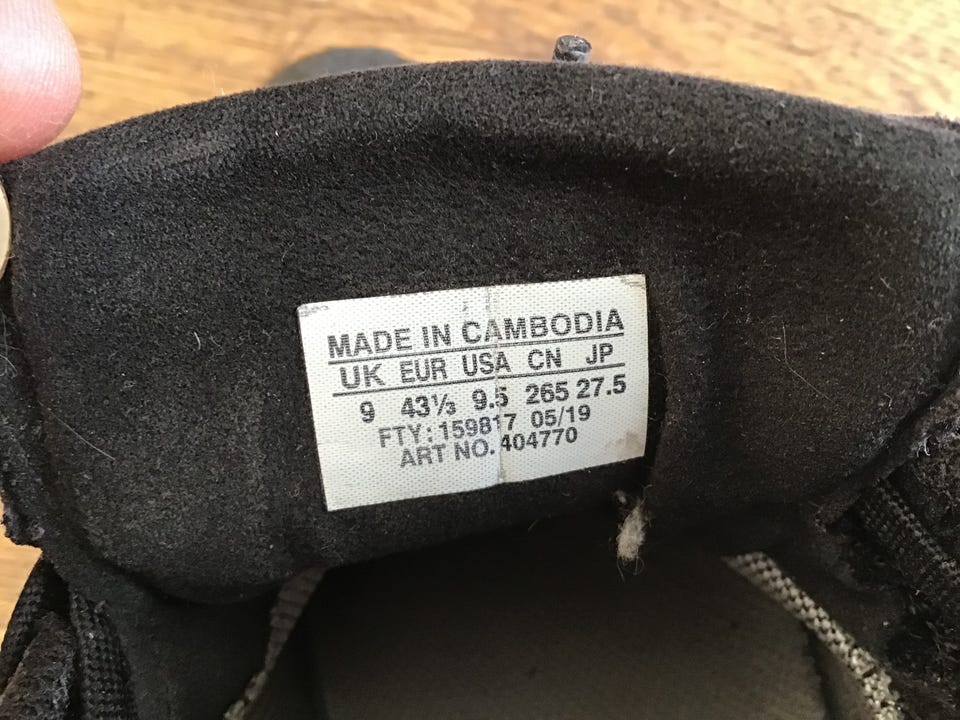 MADE IN CAMBODIA
UK EUR USA CN JP
9 43⅓ 9.5 265 27.5
FTY: 159817 05/19
ART NO. 404770